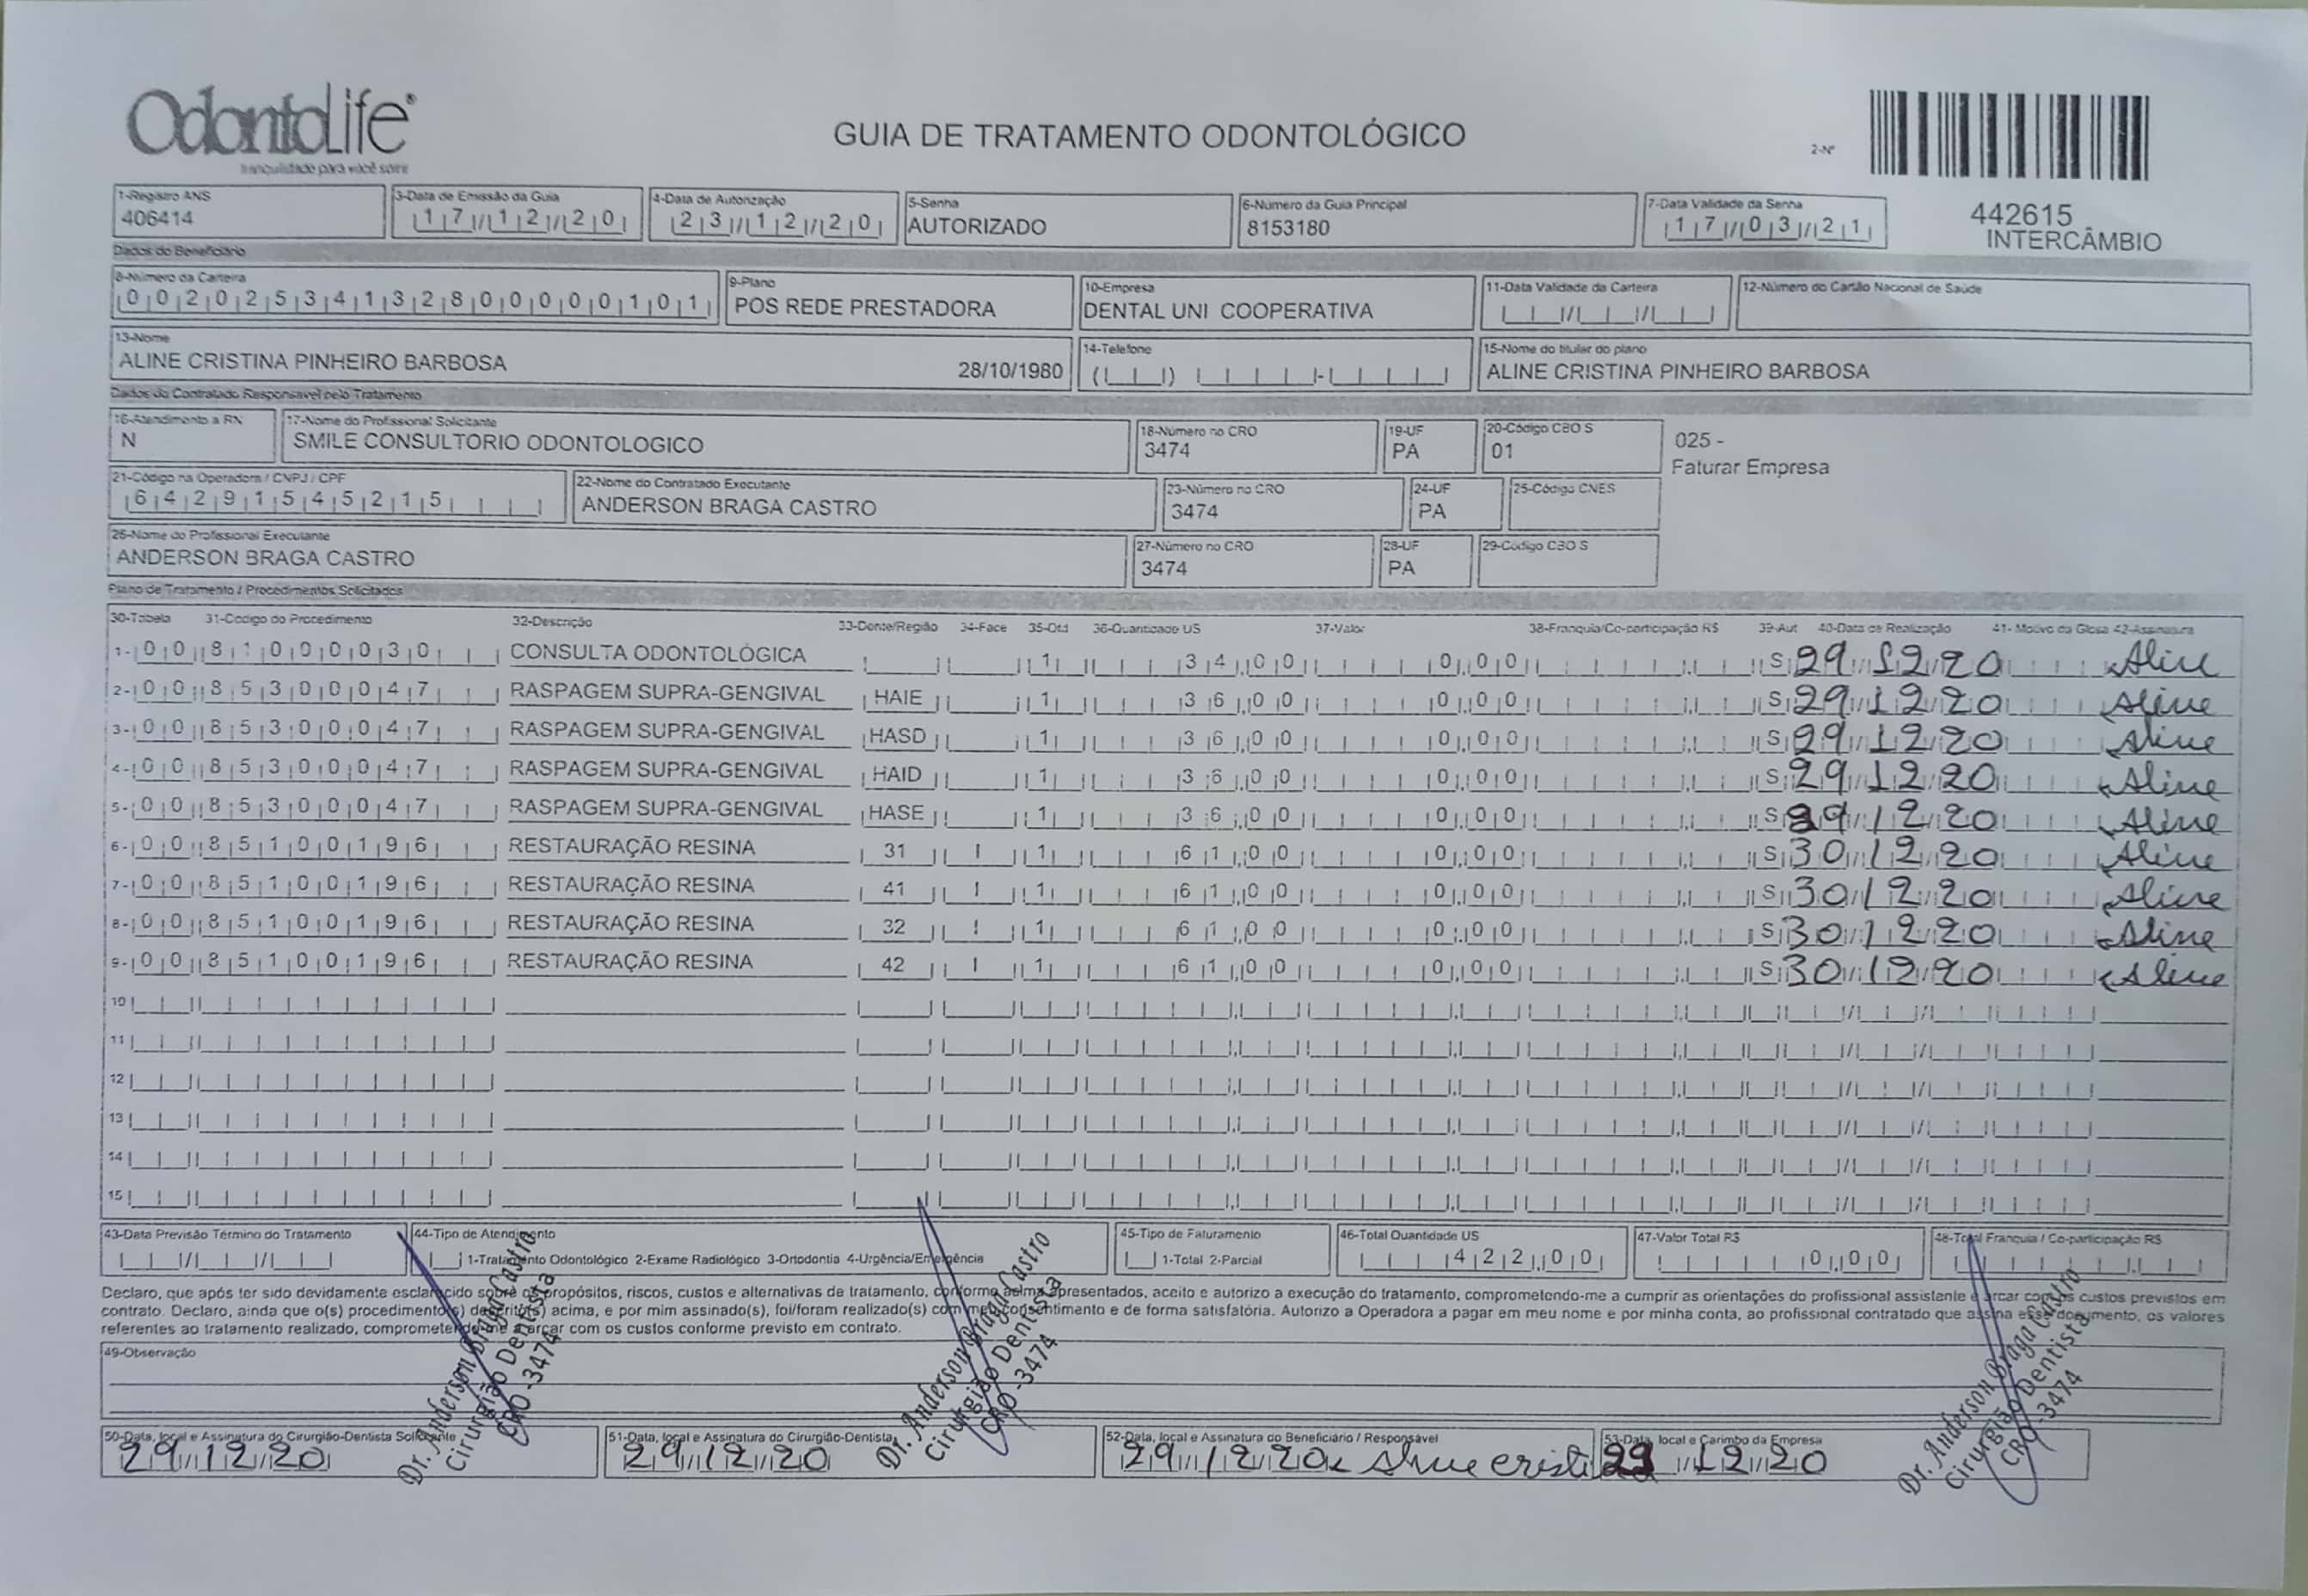 OdontoLife®
tranquilidade para você sorrir
GUIA DE TRATAMENTO ODONTOLÓGICO
2-Nº
442615
INTERCÂMBIO
1-Registro ANS
406414
3-Data de Emissão da Guia
17/12/20
4-Data de Autorização
23/12/20
5-Senha
AUTORIZADO
6-Número da Guia Principal
8153180
7-Data Validade da Senha
17/03/21
Dados do Beneficiário
8-Número da Carteira
00202534132800000101
9-Plano
POS REDE PRESTADORA
10-Empresa
DENTAL UNI COOPERATIVA
11-Data Validade da Carteira
12-Número do Cartão Nacional de Saúde
13-Nome
ALINE CRISTINA PINHEIRO BARBOSA 28/10/1980
14-Telefone
15-Nome do titular do plano
ALINE CRISTINA PINHEIRO BARBOSA
Dados do Contratado Responsavel pelo Tratamento
16-Atendimento a RN
N
17-Nome do Profissional Solicitante
SMILE CONSULTORIO ODONTOLOGICO
18-Número no CRO
3474
19-UF
PA
20-Código CBO S
01
025 -
Faturar Empresa
21-Código na Operadora / CNPJ / CPF
64291545215
22-Nome do Contratado Executante
ANDERSON BRAGA CASTRO
23-Número no CRO
3474
24-UF
PA
25-Código CNES
26-Nome do Profissional Executante
ANDERSON BRAGA CASTRO
27-Número no CRO
3474
28-UF
PA
29-Código CBO S
Plano de Tratamento / Procedimentos Solicitados
30-Tabela 31-Codigo do Procedimento 32-Descrição 33-Dente/Região 34-Face 35-Qtd 36-Quantidade US 37-Valor 38-Franquia/Co-participação R$ 39-Aut 40-Data de Realização 41- Motivo da Glosa 42-Assinatura
1- 00 81000030 CONSULTA ODONTOLÓGICA 1 34,00 0,00 S 29/12/20 Aline
2- 00 85300047 RASPAGEM SUPRA-GENGIVAL HAIE 1 36,00 0,00 S 29/12/20 Aline
3- 00 85300047 RASPAGEM SUPRA-GENGIVAL HASD 1 36,00 0,00 S 29/12/20 Aline
4- 00 85300047 RASPAGEM SUPRA-GENGIVAL HAID 1 36,00 0,00 S 29/12/20 Aline
5- 00 85300047 RASPAGEM SUPRA-GENGIVAL HASE 1 36,00 0,00 S 29/12/20 Aline
6- 00 85100196 RESTAURAÇÃO RESINA 31 I 1 61,00 0,00 S 30/12/20 Aline
7- 00 85100196 RESTAURAÇÃO RESINA 41 I 1 61,00 0,00 S 30/12/20 Aline
8- 00 85100196 RESTAURAÇÃO RESINA 32 I 1 61,00 0,00 S 30/12/20 Aline
9- 00 85100196 RESTAURAÇÃO RESINA 42 I 1 61,00 0,00 S 30/12/20 Aline
10
11
12
13
14
15
43-Data Previsão Término do Tratamento
44-Tipo de Atendimento
1-Tratamento Odontológico 2-Exame Radiológico 3-Ortodontia 4-Urgência/Emergência
45-Tipo de Faturamento
1-Total 2-Parcial
46-Total Quantidade US
422,00
47-Valor Total R$
0,00
48-Total Franquia / Co-participação R$
Declaro, que após ter sido devidamente esclarecido sobre os propósitos, riscos, custos e alternativas de tratamento, conforme acima apresentados, aceito e autorizo a execução do tratamento, comprometendo-me a cumprir as orientações do profissional assistente e arcar com os custos previstos em
contrato. Declaro, ainda que o(s) procedimento(s) descrito(s) acima, e por mim assinado(s), foi/foram realizado(s) com meu consentimento e de forma satisfatória. Autorizo a Operadora a pagar em meu nome e por minha conta, ao profissional contratado que assina esse documento, os valores
referentes ao tratamento realizado, comprometendo-me a arcar com os custos conforme previsto em contrato.
49-Observação
50-Data, local e Assinatura do Cirurgião-Dentista Solicitante
29/12/20
Dr. Anderson Braga Castro
Cirurgião Dentista
CRO -3474
51-Data, local e Assinatura do Cirurgião-Dentista
29/12/20
Dr. Anderson Braga Castro
Cirurgião Dentista
CRO -3474
52-Data, local e Assinatura do Beneficiário / Responsável
29/12/20 Aline cristi
53-Data, local e Carimbo da Empresa
29/12/20
Dr. Anderson Braga Castro
Cirurgião Dentista
CRO -3474